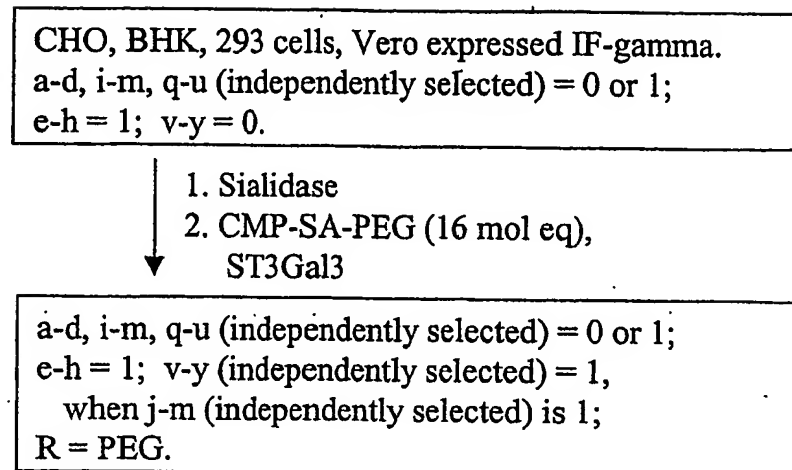 CHO, BHK, 293 cells, Vero expressed IF-gamma.
a-d, i-m, q-u (independently selected) = 0 or 1;
e-h = 1; v-y = 0.
1. Sialidase
2. CMP-SA-PEG (16 mol eq),
ST3Gal3
a-d, i-m, q-u (independently selected) = 0 or 1;
e-h = 1; v-y (independently selected) = 1,
when j-m (independently selected) is 1;
R = PEG.